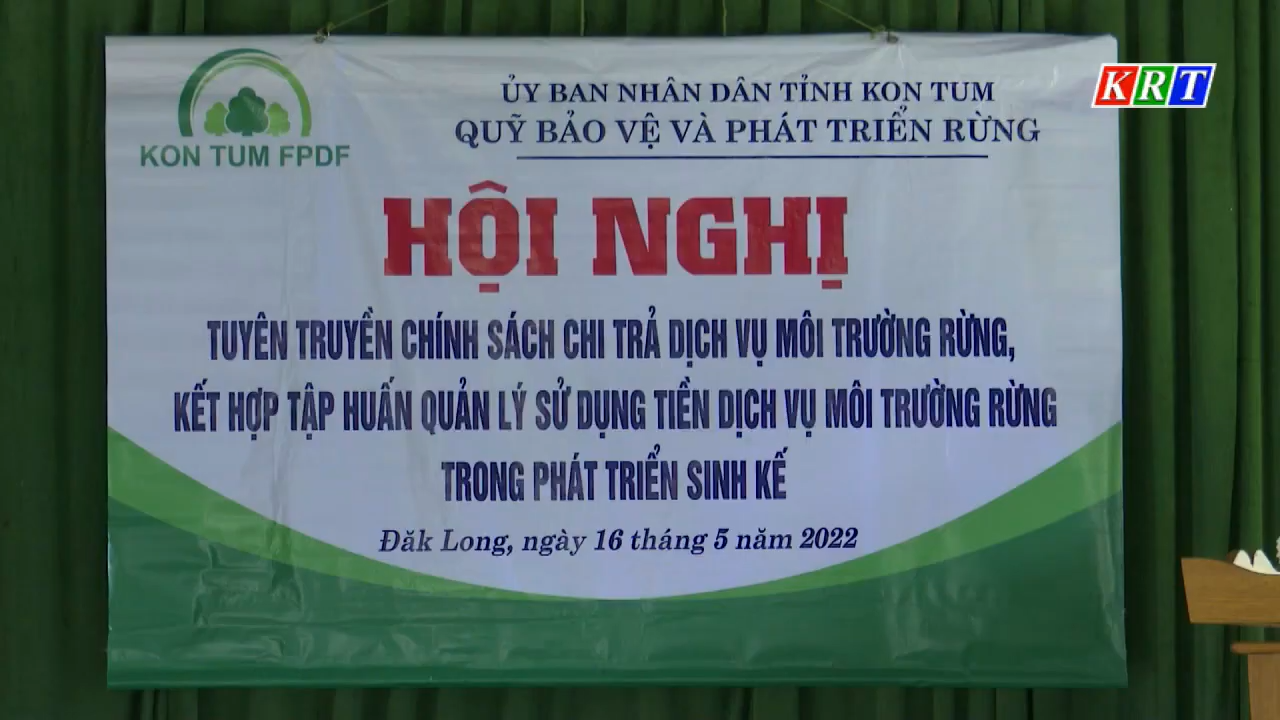 KRT
ỦY BAN NHÂN DÂN TỈNH KON TUM
QUỸ BẢO VỆ VÀ PHÁT TRIỂN RỪNG
KON TUM FPDF
HỘI NGHỊ
TUYÊN TRUYỀN CHÍNH SÁCH CHI TRẢ DỊCH VỤ MÔI TRƯỜNG RỪNG,
KẾT HỢP TẬP HUẤN QUẢN LÝ SỬ DỤNG TIỀN DỊCH VỤ MÔI TRƯỜNG RỪNG
TRONG PHÁT TRIỂN SINH KẾ
Đăk Long, ngày 16 tháng 5 năm 2022